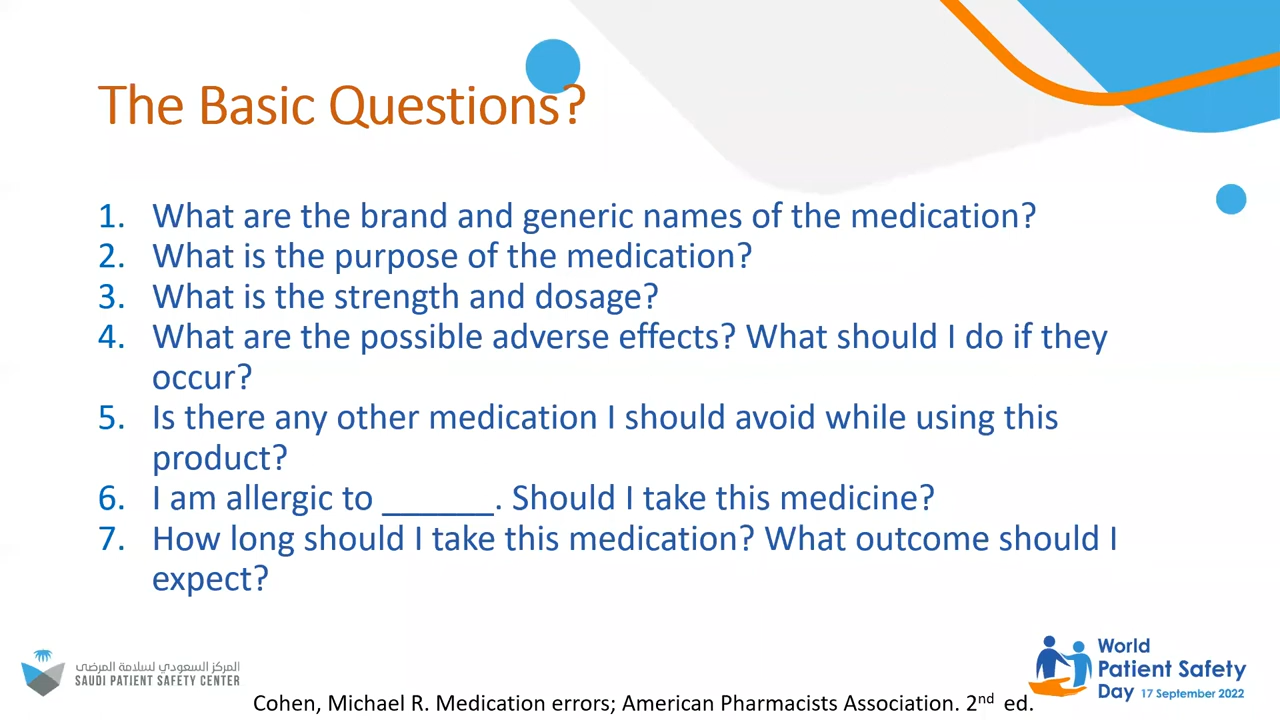 The Basic Questions?
1. What are the brand and generic names of the medication?
2. What is the purpose of the medication?
3. What is the strength and dosage?
4. What are the possible adverse effects? What should I do if they
occur?
5. Is there any other medication I should avoid while using this
product?
6. I am allergic to ______. Should I take this medicine?
7. How long should I take this medication? What outcome should I
expect?
المركز السعودي لسلامة المرضى
SAUDI PATIENT SAFETY CENTER
Cohen, Michael R. Medication errors; American Pharmacists Association. 2nd ed.
World
Patient Safety
Day 17 September 2022